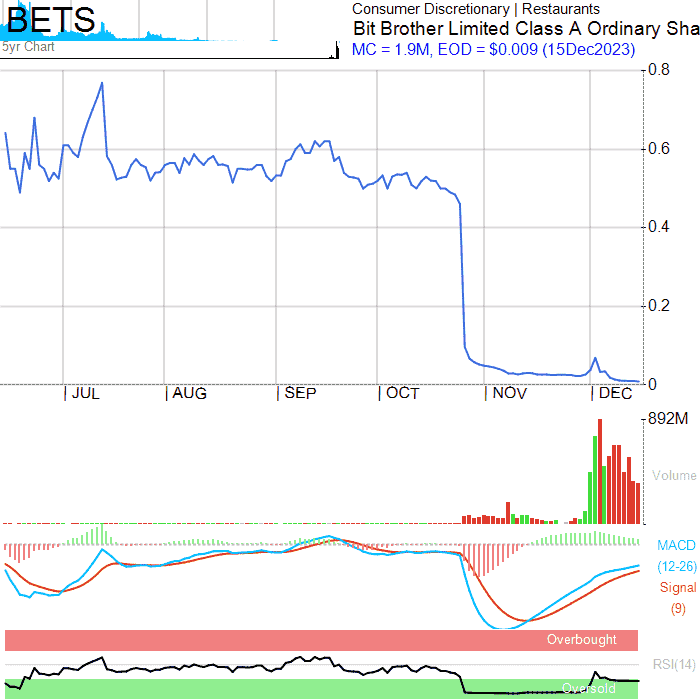 BETS
5yr Chart
Consumer Discretionary | Restaurants
Bit Brother Limited Class A Ordinary Sha
MC = 1.9M, EOD = $0.009 (15Dec2023)
0.8
0.6
0.4
0.2
0
| JUL | AUG | SEP | OCT | NOV | DEC
892M
Volume
MACD
(12-26)
Signal
(9)
Overbought
RSI(14)
Oversold